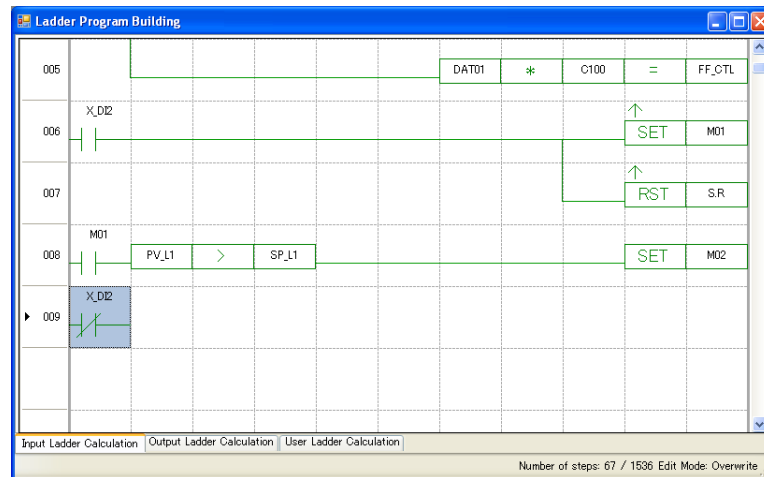 Ladder Program Building
005 DAT01 * C100 = FF_CTL
X_DI2
006 SET M01
007 RST S.R
M01
008 PV_L1 > SP_L1 SET M02
X_DI2
009
Input Ladder Calculation Output Ladder Calculation User Ladder Calculation
Number of steps: 67 / 1536 Edit Mode: Overwrite